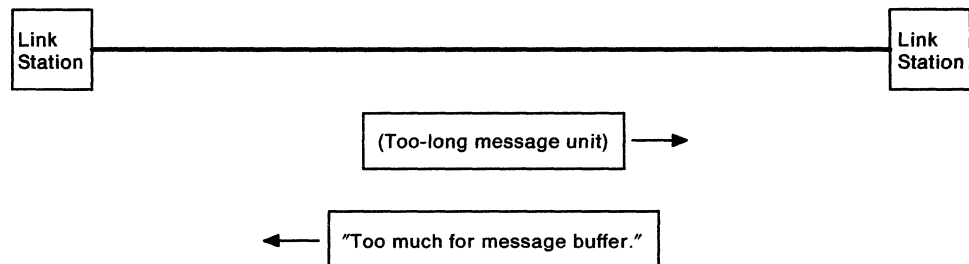 Link
Station
Link
Station
(Too-long message unit)
"Too much for message buffer."